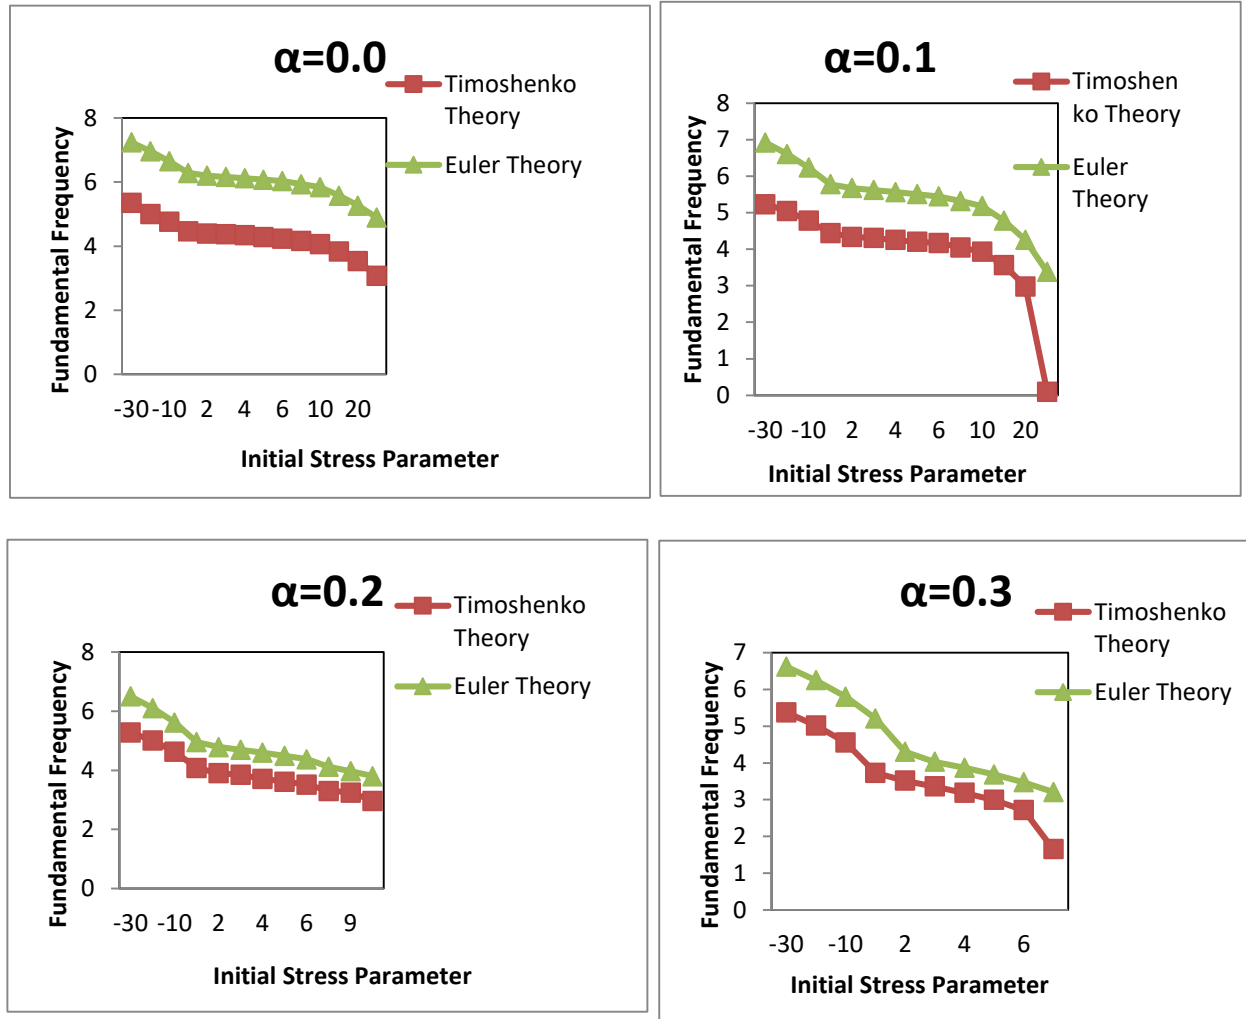 α=0.0
Timoshenko
Theory
Euler Theory
Fundamental Frequency
8
6
4
2
0
-30 -10 2 4 6 10 20
Initial Stress Parameter
α=0.1
Timoshen
ko Theory
Euler
Theory
Fundamental Frequency
8
7
6
5
4
3
2
1
0
-30 -10 2 4 6 10 20
Initial Stress Parameter
α=0.2
Timoshenko
Theory
Euler Theory
Fundamental Frequency
8
6
4
2
0
-30 -10 2 4 6 9
Initial Stress Parameter
α=0.3
Timoshenko
Theory
Euler Theory
Fundamental Frequency
7
6
5
4
3
2
1
0
-30 -10 2 4 6
Initial Stress Parameter